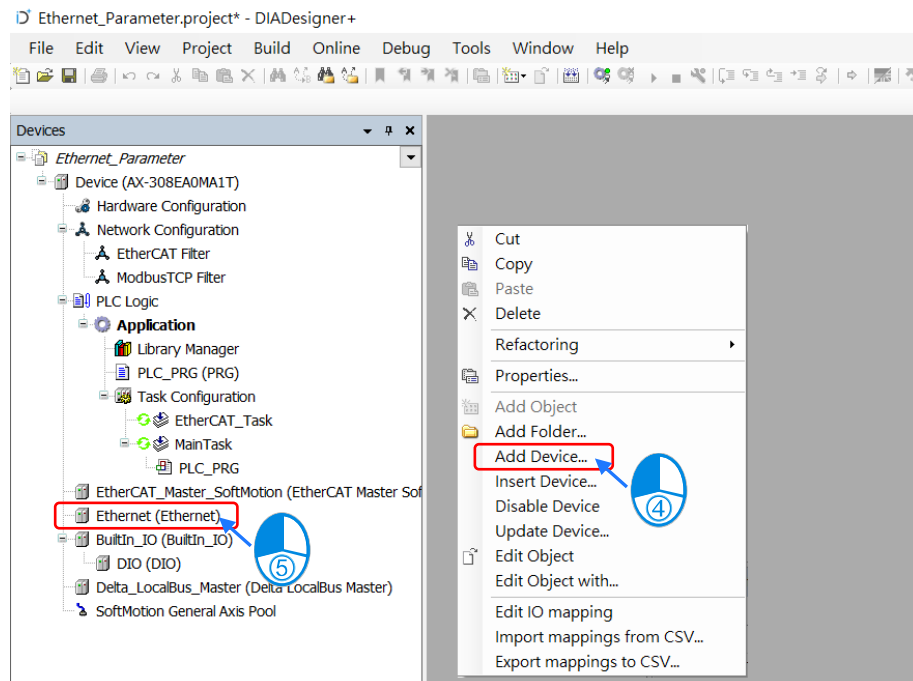 Ethernet_Parameter.project* - DIADesigner+
File Edit View Project Build Online Debug Tools Window Help
Devices
Ethernet_Parameter
Device (AX-308EA0MA1T)
Hardware Configuration
Network Configuration
EtherCAT Filter
ModbusTCP Filter
PLC Logic
Application
Library Manager
PLC_PRG (PRG)
Task Configuration
EtherCAT_Task
MainTask
PLC_PRG
EtherCAT_Master_SoftMotion (EtherCAT Master Sof
Ethernet (Ethernet)
BuiltIn_IO (BuiltIn_IO)
⑤
DIO (DIO)
Delta_LocalBus_Master (Delta LocalBus Master)
SoftMotion General Axis Pool
Cut
Copy
Paste
Delete
Refactoring
Properties...
Add Object
Add Folder...
Add Device...
Insert Device...
④
Disable Device
Update Device...
Edit Object
Edit Object with...
Edit IO mapping
Import mappings from CSV...
Export mappings to CSV...